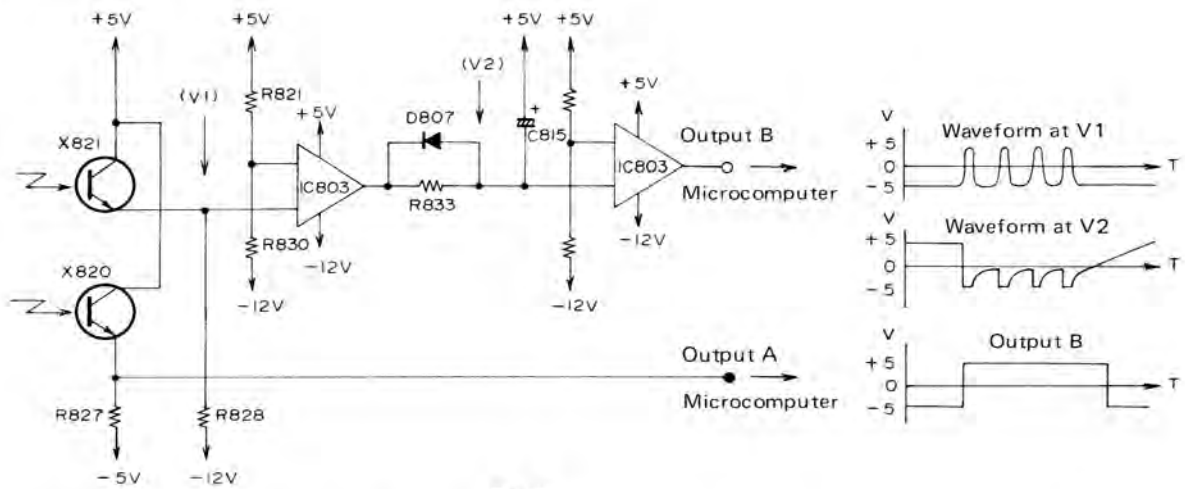 +5V
+5V
+5V
+5V
(V1)
R821
+5V
D807
(V2)
+
C815
+5V
X821
IC803
R833
IC803
Output B
Microcomputer
R830
-12V
-12V
X820
-12V
-12V
Output A
Microcomputer
R827
R828
-5V
-12V
V
Waveform at V1
+5
0
-5
T
V
Waveform at V2
+5
0
-5
T
V
Output B
+5
0
-5
T